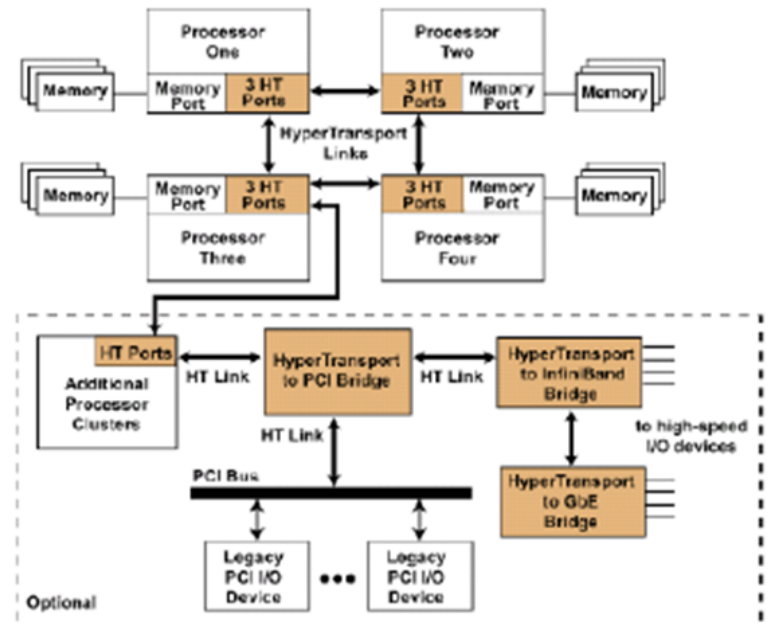 Processor
One
Processor
Two
Memory
Memory
Port
3 HT
Ports
3 HT
Ports
Memory
Port
Memory
HyperTransport
Links
Memory
Memory
Port
3 HT
Ports
3 HT
Ports
Memory
Port
Memory
Processor
Three
Processor
Four
HT Ports
Additional
Processor
Clusters
HT Link
HyperTransport
to PCI Bridge
HT Link
HyperTransport
to InfiniBand
Bridge
HT Link
to high-speed
I/O devices
PCI Bus
HyperTransport
to GbE
Bridge
Legacy
PCI I/O
Device
Legacy
PCI I/O
Device
Optional